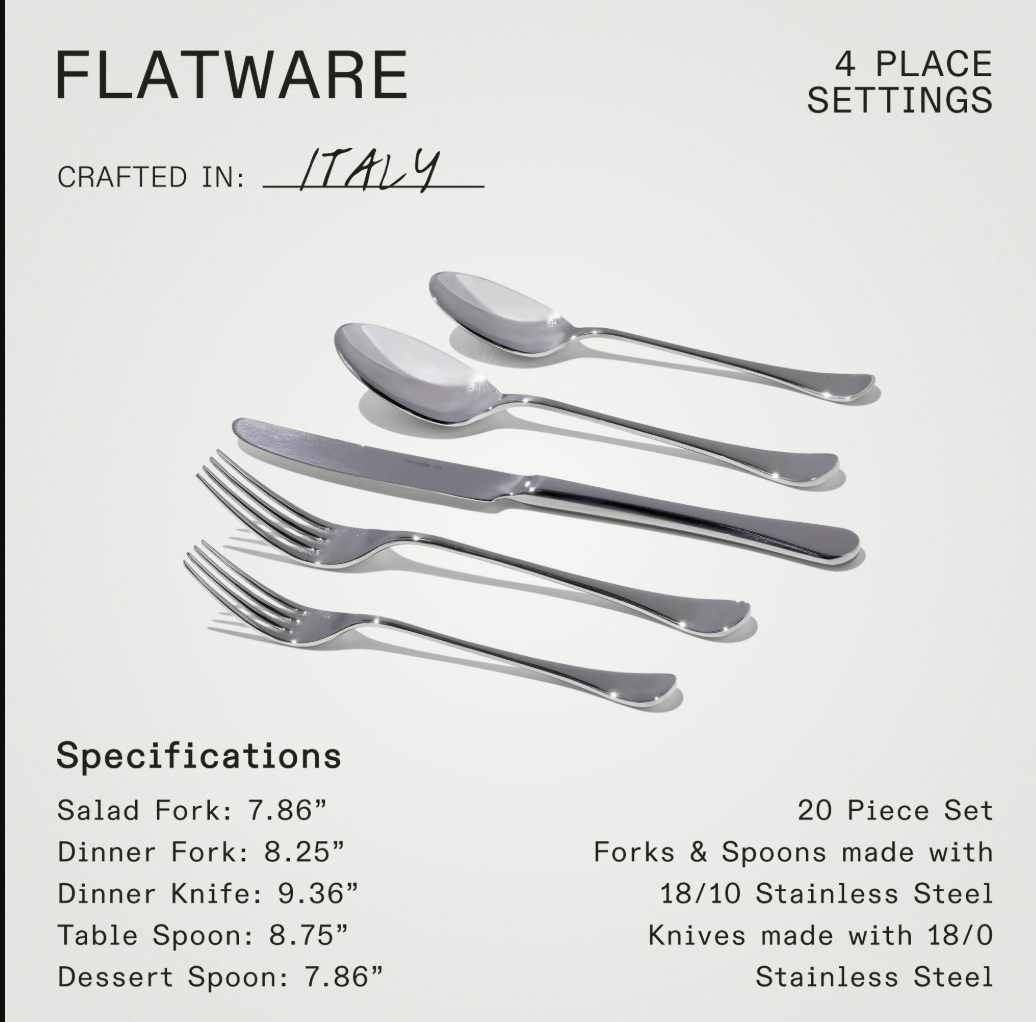 FLATWARE
4 PLACE
SETTINGS
CRAFTED IN: ITALY
Specifications
Salad Fork: 7.86”
Dinner Fork: 8.25”
Dinner Knife: 9.36”
Table Spoon: 8.75”
Dessert Spoon: 7.86”
20 Piece Set
Forks & Spoons made with
18/10 Stainless Steel
Knives made with 18/0
Stainless Steel